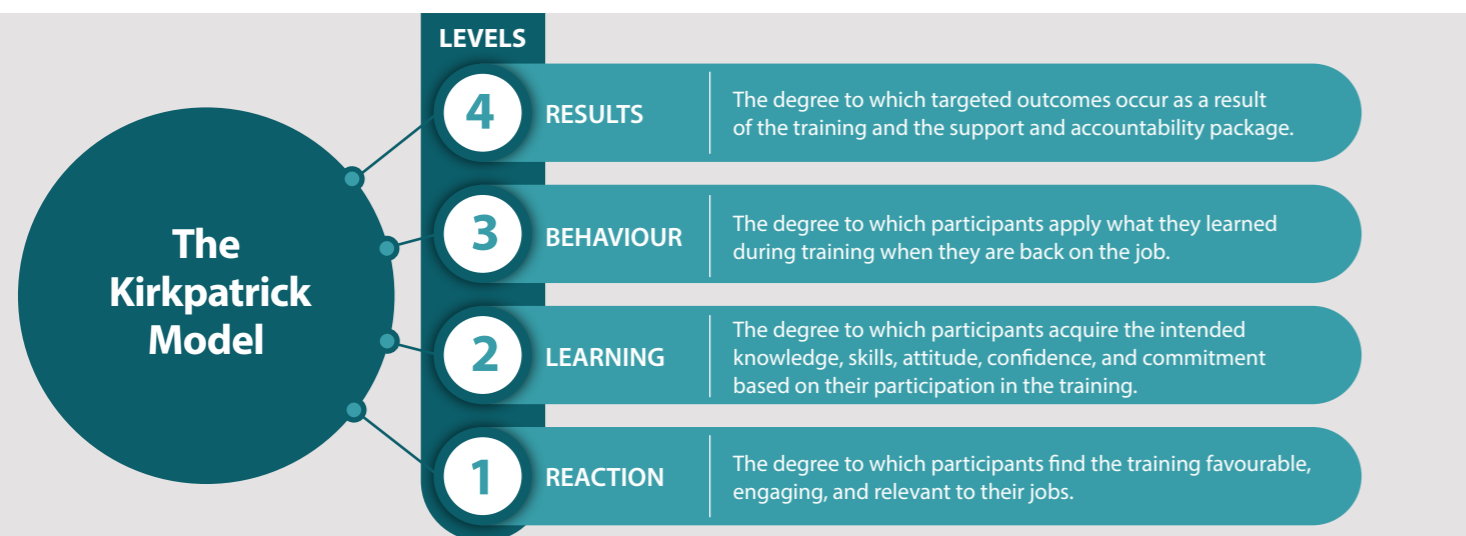 The
Kirkpatrick
Model
LEVELS
4
RESULTS
The degree to which targeted outcomes occur as a result
of the training and the support and accountability package.
3
BEHAVIOUR
The degree to which participants apply what they learned
during training when they are back on the job.
2
LEARNING
The degree to which participants acquire the intended
knowledge, skills, attitude, confidence, and commitment
based on their participation in the training.
1
REACTION
The degree to which participants find the training favourable,
engaging, and relevant to their jobs.